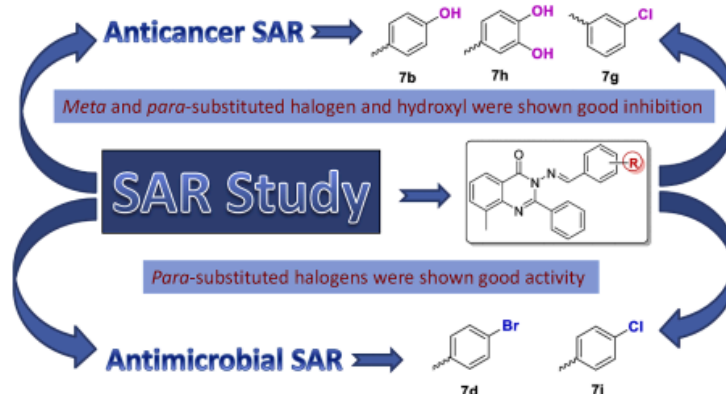 Anticancer SAR
OH
OH
OH
Cl
7b
7h
7g
Meta and para-substituted halogen and hydroxyl were shown good inhibition
SAR Study
O
N
N
N
R
Para-substituted halogens were shown good activity
Antimicrobial SAR
Br
Cl
7d
7i